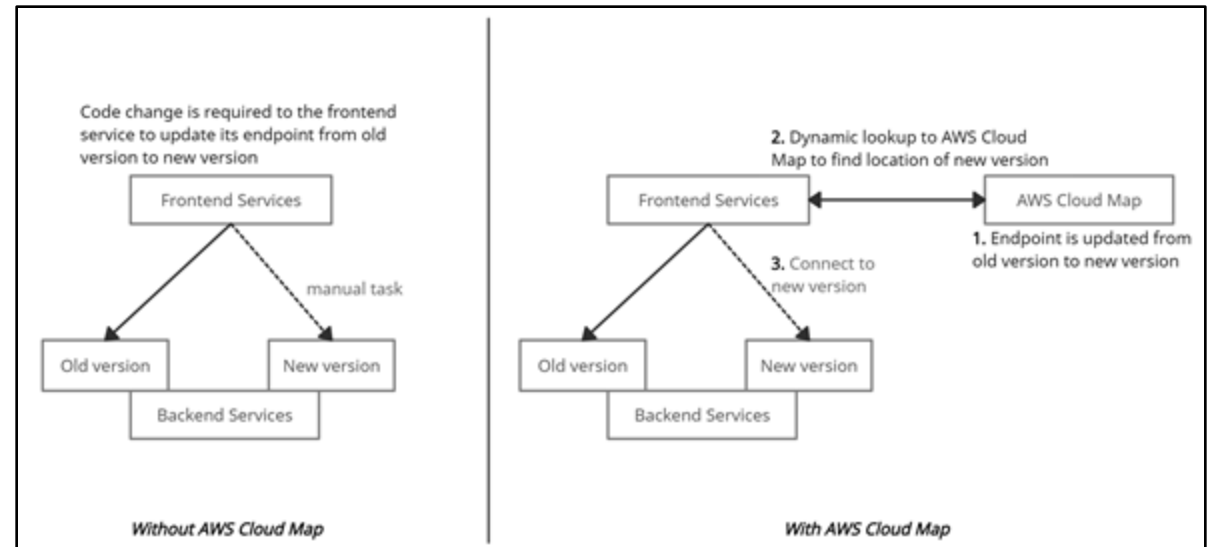 Code change is required to the frontend
service to update its endpoint from old
version to new version
Frontend Services
manual task
Old version
New version
Backend Services
Without AWS Cloud Map
2. Dynamic lookup to AWS Cloud
Map to find location of new version
Frontend Services
AWS Cloud Map
1. Endpoint is updated from
old version to new version
3. Connect to
new version
Old version
New version
Backend Services
With AWS Cloud Map